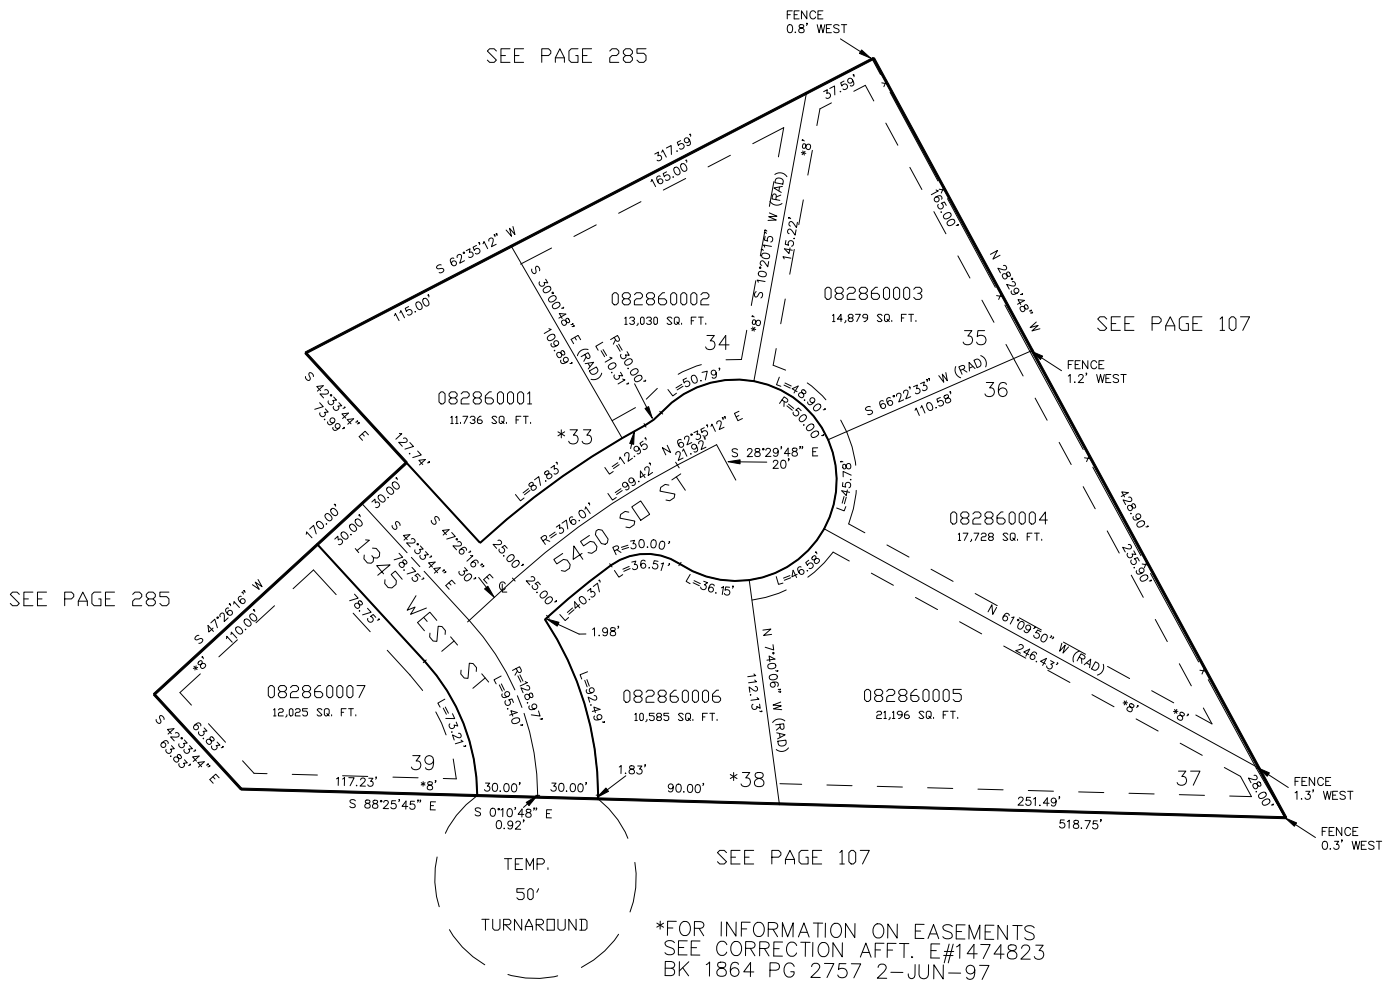 FENCE
0.8' WEST
SEE PAGE 285
37.59'
317.59'
165.00'
*8'
S 62°35'12" W
115.00'
S 30°00'48" E (RAD)
109.89'
082860002
13,030 SQ. FT.
34
R=30.00'
L=10.31'
L=50.79'
S 10°20'15" W (RAD)
145.22'
*8'
082860003
14,879 SQ. FT.
35
165.00'
N 28°29'48" W
SEE PAGE 107
FENCE
1.2' WEST
S 66°22'33" W (RAD)
110.58'
36
L=48.90'
R=50.00'
S 42°33'44" E
73.99'
127.74'
082860001
11.736 SQ. FT.
*33
L=87.83'
L=12.95'
N 62°35'12" E
21.92'
L=99.42'
R=376.01'
S 28°29'48" E
20'
L=45.78'
5450 SO ST
082860004
17,728 SQ. FT.
428.90'
235.90'
170.00'
30.00'
30.00'
S 42°33'44" E
78.75'
S 47°26'16" E
30'
℄
25.00'
25.00'
R=30.00'
L=36.51'
L=40.37'
L=36.15'
L=46.58'
1.98'
SEE PAGE 285
S 47°26'16" W
110.00'
*8'
78.75'
1345 WEST ST
R=128.97'
L=95.40'
L=92.49'
L=73.21'
082860007
12,025 SQ. FT.
39
S 42°33'44" E
63.83'
63.83'
082860006
10,585 SQ. FT.
*38
N 7°40'06" W (RAD)
112.13'
082860005
21,196 SQ. FT.
37
N 61°09'50" W (RAD)
246.43'
*8'
*8'
117.23'
*8'
S 88°25'45" E
30.00'
30.00'
1.83'
S 0°10'48" E
0.92'
90.00'
251.49'
518.75'
28.00'
FENCE
1.3' WEST
FENCE
0.3' WEST
SEE PAGE 107
TEMP.
50'
TURNAROUND
*FOR INFORMATION ON EASEMENTS
SEE CORRECTION AFFT. E#1474823
BK 1864 PG 2757 2-JUN-97